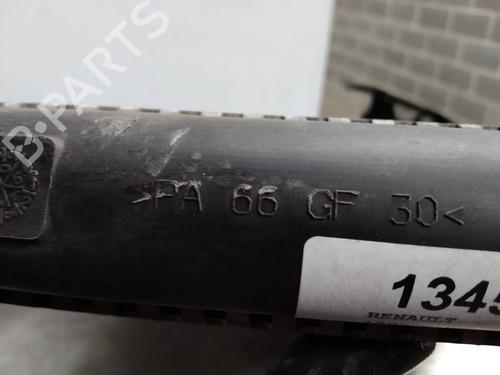 B-PARTS
>PA 66 GF 30<
1345
RENAULT